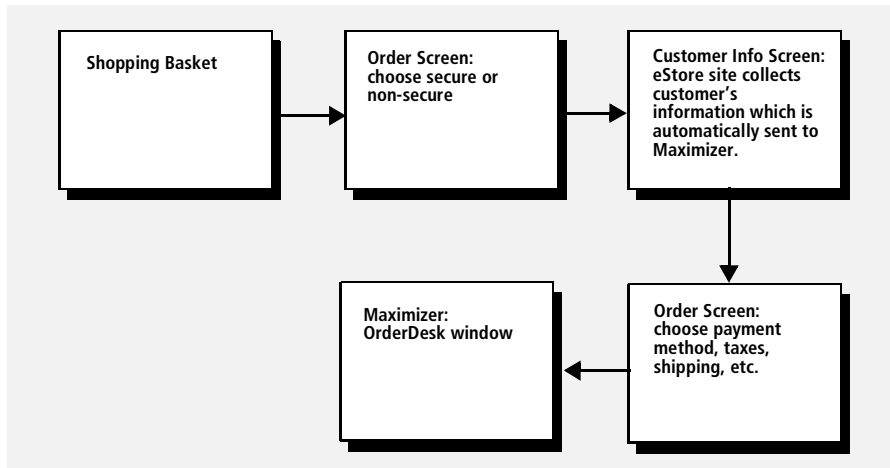 Shopping Basket
Order Screen:
choose secure or
non-secure
Customer Info Screen:
eStore site collects
customer's
information which is
automatically sent to
Maximizer.
Order Screen:
choose payment
method, taxes,
shipping, etc.
Maximizer:
OrderDesk window